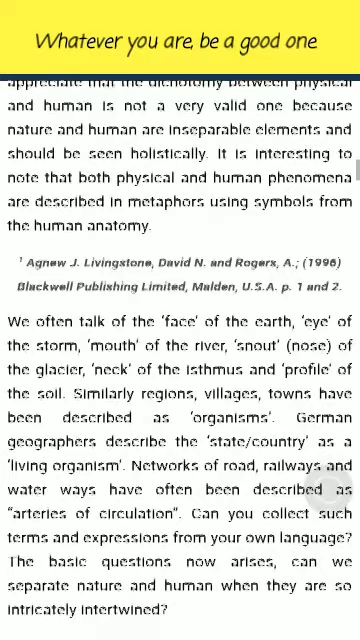 Whatever you are, be a good one
appreciate that the dichotomy between physical
and human is not a very valid one because
nature and human are inseparable elements and
should be seen holistically. It is interesting to
note that both physical and human phenomena
are described in metaphors using symbols from
the human anatomy.
¹ Agnew J. Livingstone, David N. and Rogers, A.; (1996)
Blackwell Publishing Limited, Malden, U.S.A. p. 1 and 2.
We often talk of the ‘face’ of the earth, ‘eye’ of
the storm, ‘mouth’ of the river, ‘snout’ (nose) of
the glacier, ‘neck’ of the isthmus and ‘profile’ of
the soil. Similarly regions, villages, towns have
been described as ‘organisms’. German
geographers describe the ‘state/country’ as a
‘living organism’. Networks of road, railways and
water ways have often been described as
“arteries of circulation”. Can you collect such
terms and expressions from your own language?
The basic questions now arises, can we
separate nature and human when they are so
intricately intertwined?